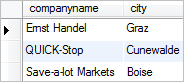 companyname city
Ernst Handel Graz
QUICK-Stop Cunewalde
Save-a-lot Markets Boise